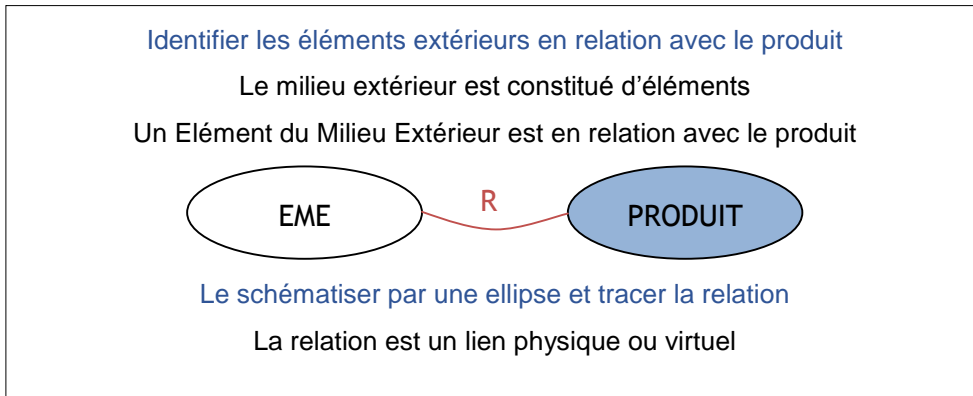 Identifier les éléments extérieurs en relation avec le produit
Le milieu extérieur est constitué d'éléments
Un Elément du Milieu Extérieur est en relation avec le produit
EME
R
PRODUIT
Le schématiser par une ellipse et tracer la relation
La relation est un lien physique ou virtuel